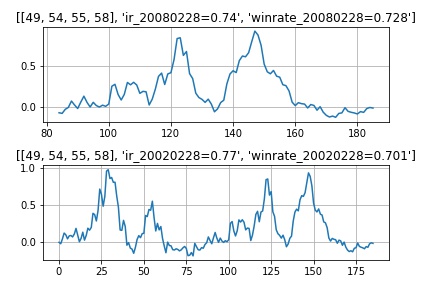 [[49, 54, 55, 58], 'ir_20080228=0.74', 'winrate_20080228=0.728']
0.5
0.0
80 100 120 140 160 180
[[49, 54, 55, 58], 'ir_20020228=0.77', 'winrate_20020228=0.701']
1.0
0.5
0.0
0 25 50 75 100 125 150 175